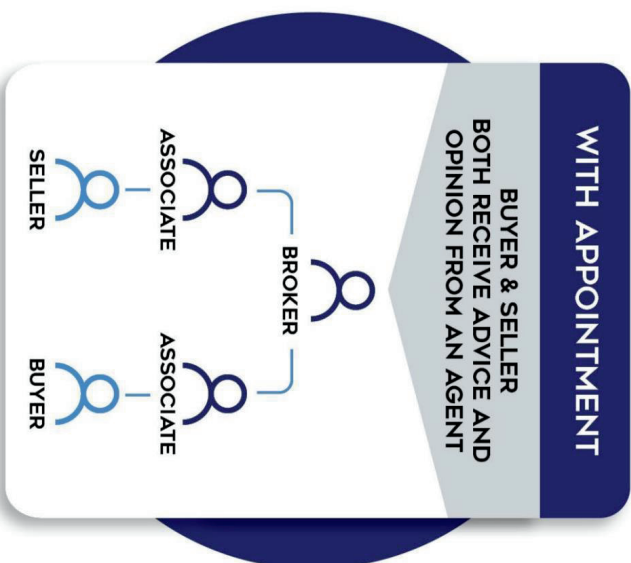 WITH APPOINTMENT
BUYER & SELLER
BOTH RECEIVE ADVICE AND
OPINION FROM AN AGENT
BROKER
ASSOCIATE
ASSOCIATE
SELLER
BUYER